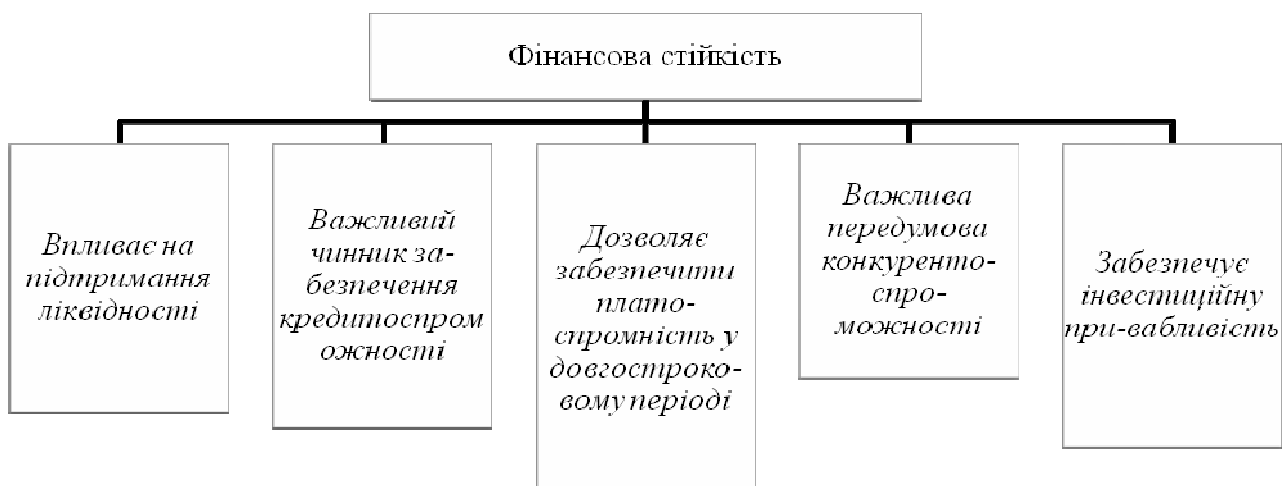 Фінансова стійкість
Впливає на
підтримання
ліквідності
Важливий
чинник за-
безпечення
кредитоспром
ожності
Дозволяє
забезпечити
плато-
спромність у
довгостроко-
вому періоді
Важлива
передумова
конкуренто-
спро-
можності
Забезпечує
інвестиційну
при-вабливість